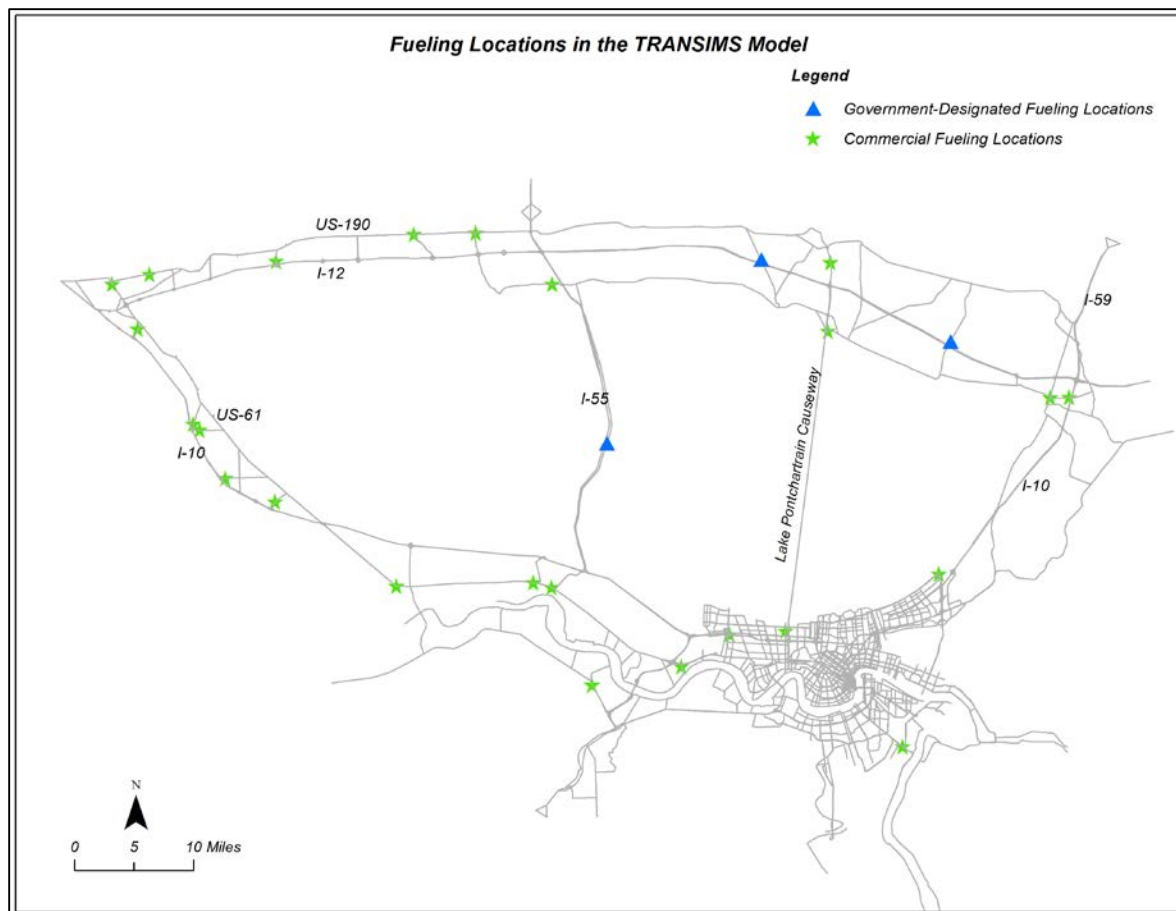 Fueling Locations in the TRANSIMS Model
Legend
Government-Designated Fueling Locations
Commercial Fueling Locations
US-190
I-12
I-59
I-55
US-61
I-10
Lake Pontchartrain Causeway
I-10
N
0 5 10 Miles